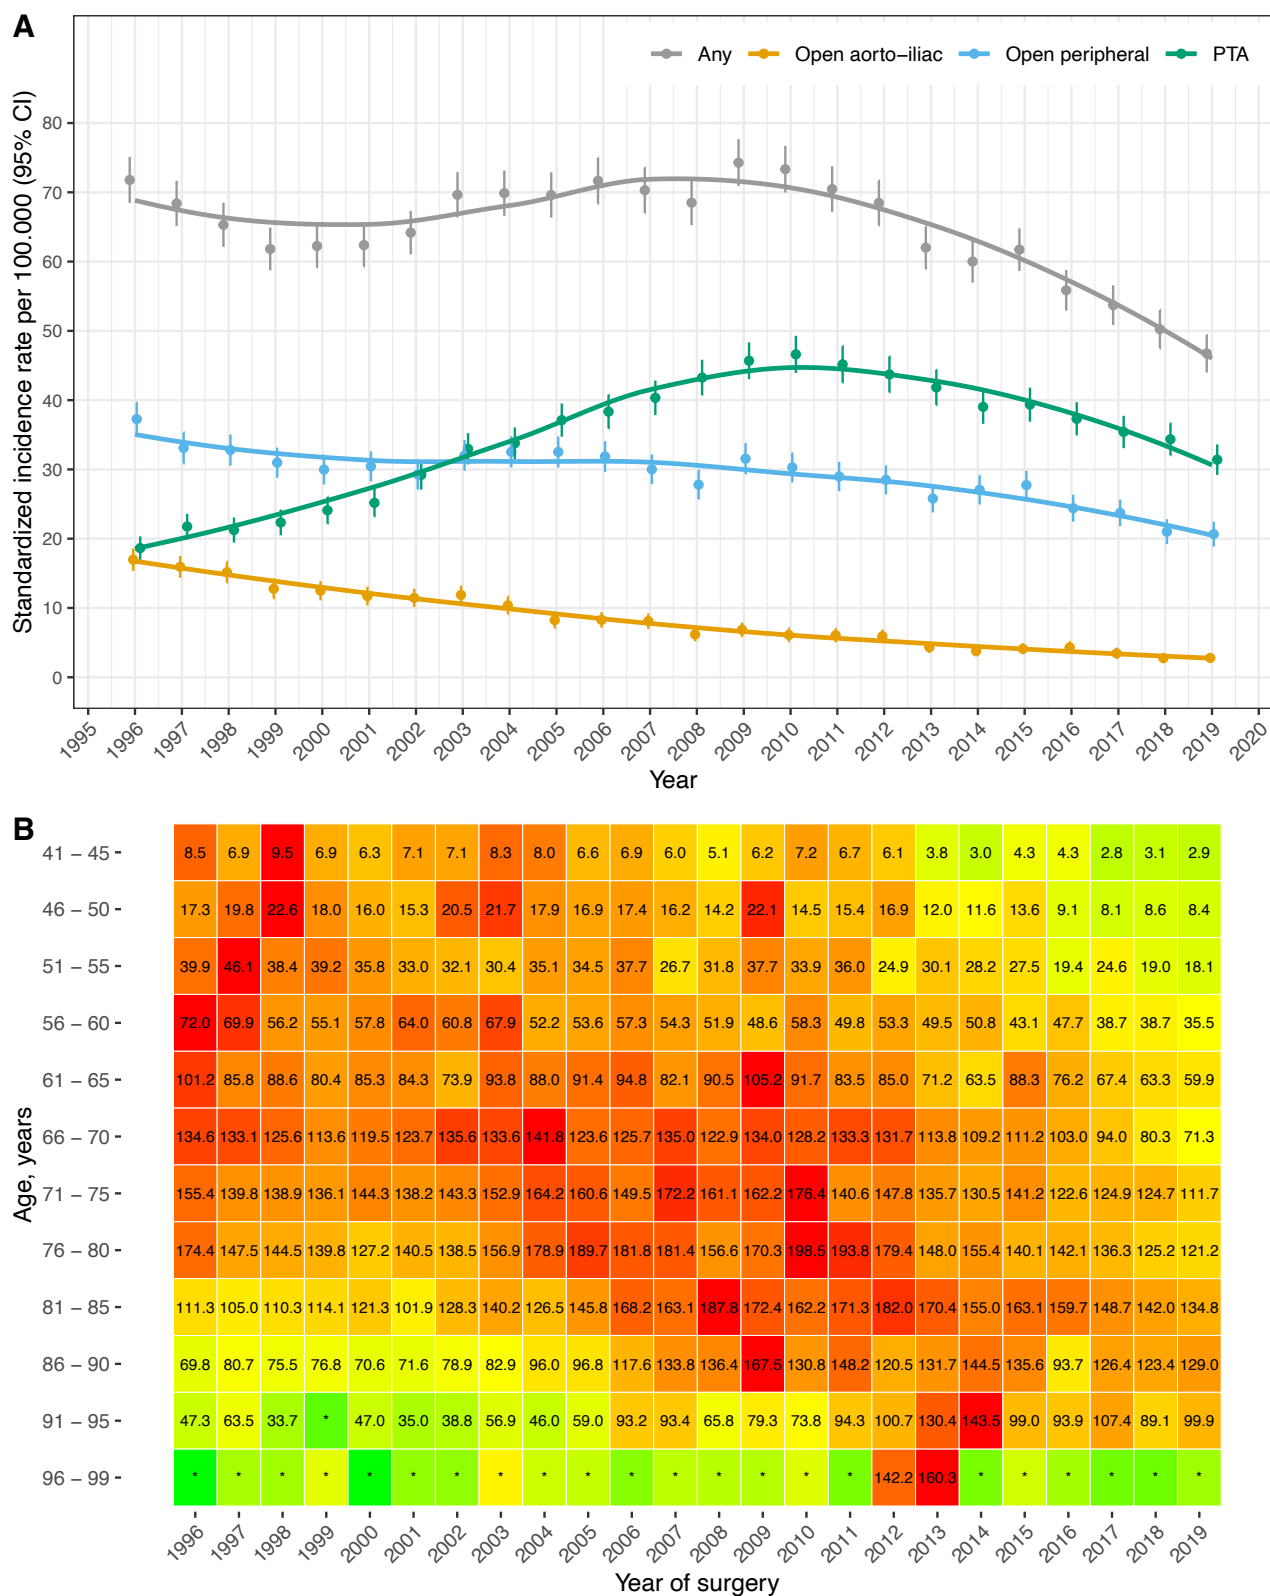 A
Any Open aorto−iliac Open peripheral PTA
Standardized incidence rate per 100.000 (95% CI)
80
70
60
50
40
30
20
10
0
1995 1996 1997 1998 1999 2000 2001 2002 2003 2004 2005 2006 2007 2008 2009 2010 2011 2012 2013 2014 2015 2016 2017 2018 2019 2020
Year
B
Age, years
41 − 45 8.5 6.9 9.5 6.9 6.3 7.1 7.1 8.3 8.0 6.6 6.9 6.0 5.1 6.2 7.2 6.7 6.1 3.8 3.0 4.3 4.3 2.8 3.1 2.9
46 − 50 17.3 19.8 22.6 18.0 16.0 15.3 20.5 21.7 17.9 16.9 17.4 16.2 14.2 22.1 14.5 15.4 16.9 12.0 11.6 13.6 9.1 8.1 8.6 8.4
51 − 55 39.9 46.1 38.4 39.2 35.8 33.0 32.1 30.4 35.1 34.5 37.7 26.7 31.8 37.7 33.9 36.0 24.9 30.1 28.2 27.5 19.4 24.6 19.0 18.1
56 − 60 72.0 69.9 56.2 55.1 57.8 64.0 60.8 67.9 52.2 53.6 57.3 54.3 51.9 48.6 58.3 49.8 53.3 49.5 50.8 43.1 47.7 38.7 38.7 35.5
61 − 65 101.2 85.8 88.6 80.4 85.3 84.3 73.9 93.8 88.0 91.4 94.8 82.1 90.5 105.2 91.7 83.5 85.0 71.2 63.5 88.3 76.2 67.4 63.3 59.9
66 − 70 134.6 133.1 125.6 113.6 119.5 123.7 135.6 133.6 141.8 123.6 125.7 135.0 122.9 134.0 128.2 133.3 131.7 113.8 109.2 111.2 103.0 94.0 80.3 71.3
71 − 75 155.4 139.8 138.9 136.1 144.3 138.2 143.3 152.9 164.2 160.6 149.5 172.2 161.1 162.2 176.4 140.6 147.8 135.7 130.5 141.2 122.6 124.9 124.7 111.7
76 − 80 174.4 147.5 144.5 139.8 127.2 140.5 138.5 156.9 178.9 189.7 181.8 181.4 156.6 170.3 198.5 193.8 179.4 148.0 155.4 140.1 142.1 136.3 125.2 121.2
81 − 85 111.3 105.0 110.3 114.1 121.3 101.9 128.3 140.2 126.5 145.8 168.2 163.1 187.8 172.4 162.2 171.3 182.0 170.4 155.0 163.1 159.7 148.7 142.0 134.8
86 − 90 69.8 80.7 75.5 76.8 70.6 71.6 78.9 82.9 96.0 96.8 117.6 133.8 136.4 167.5 130.8 148.2 120.5 131.7 144.5 135.6 93.7 126.4 123.4 129.0
91 − 95 47.3 63.5 33.7 * 47.0 35.0 38.8 56.9 46.0 59.0 93.2 93.4 65.8 79.3 73.8 94.3 100.7 130.4 143.5 99.0 93.9 107.4 89.1 99.9
96 − 99 * * * * * * * * * * * * * * * * 142.2 160.3 * * * * * *
1996 1997 1998 1999 2000 2001 2002 2003 2004 2005 2006 2007 2008 2009 2010 2011 2012 2013 2014 2015 2016 2017 2018 2019
Year of surgery